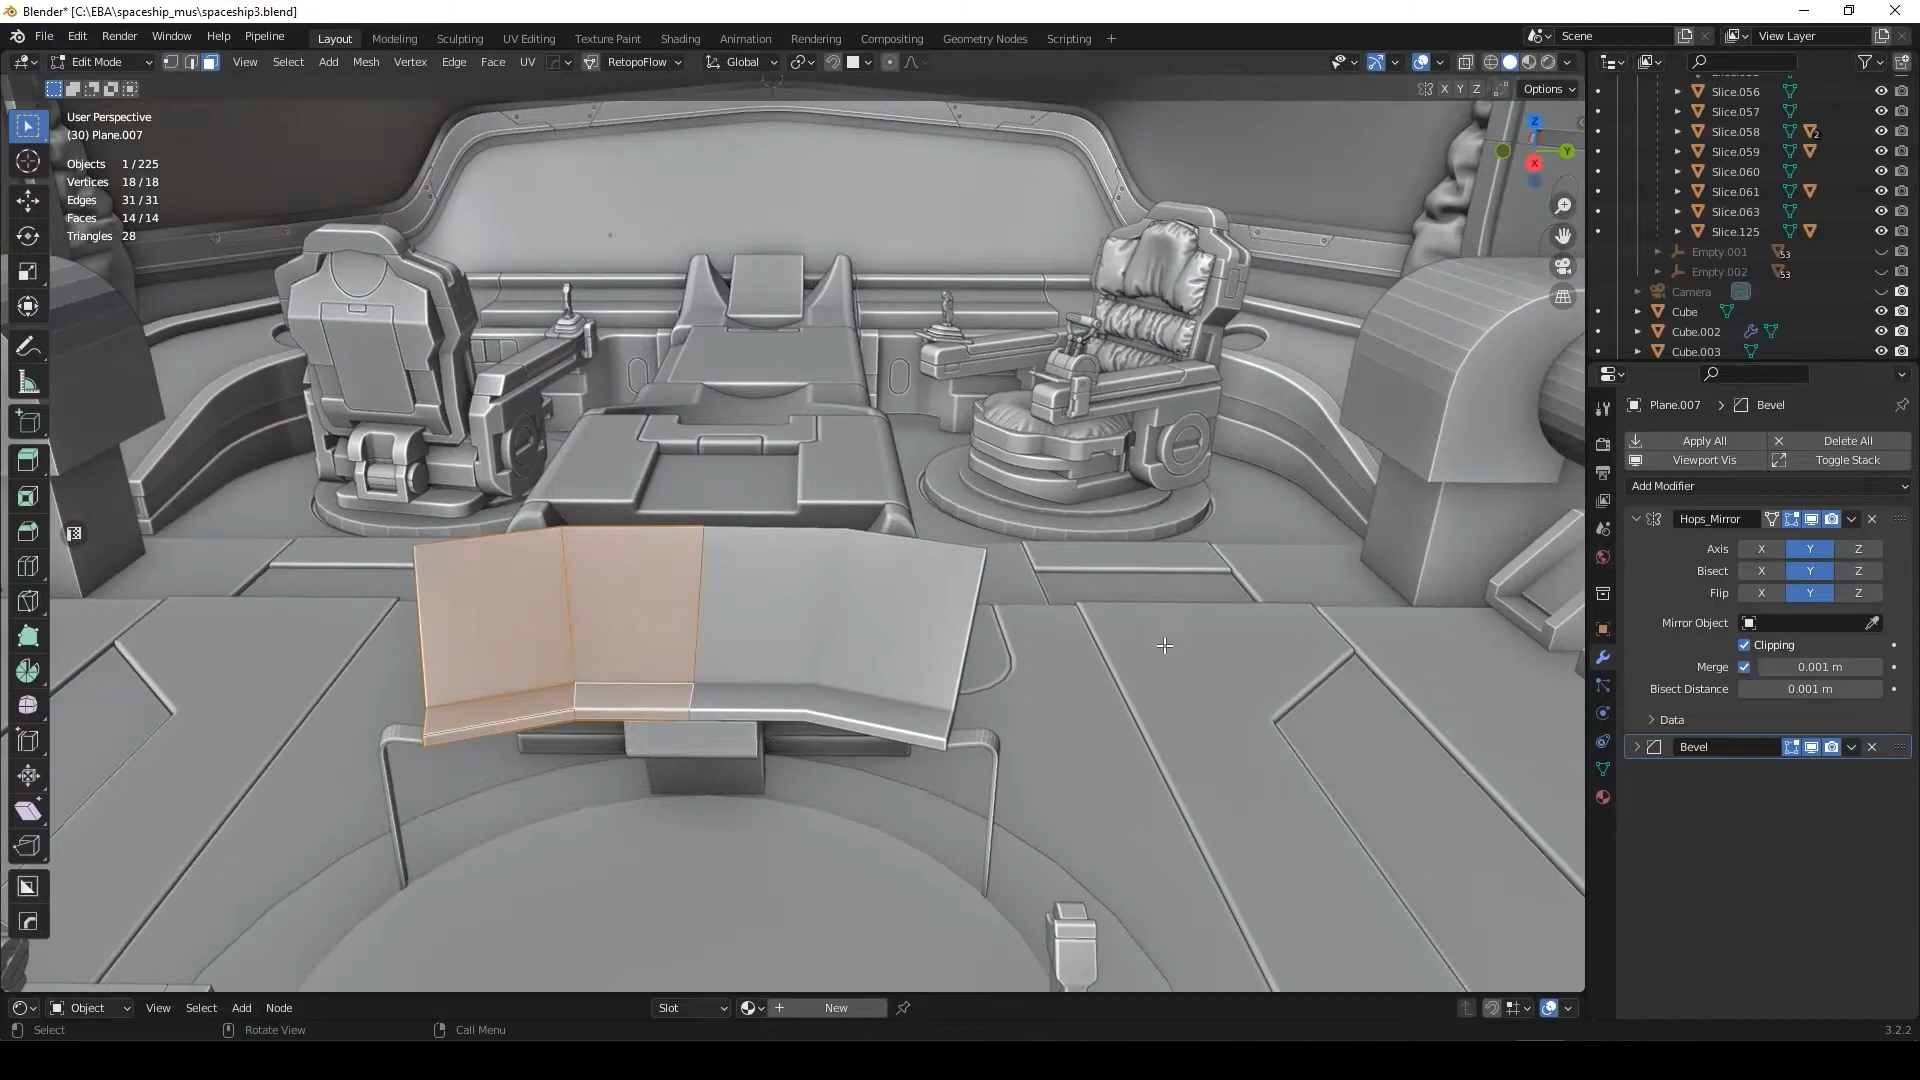 Blender* [C:\EBA\spaceship_mus\spaceship3.blend]
File Edit Render Window Help Pipeline Layout Modeling Sculpting UV Editing Texture Paint Shading Animation Rendering Compositing Geometry Nodes Scripting + Scene View Layer
Edit Mode View Select Add Mesh Vertex Edge Face UV RetopoFlow Global
X Y Z Options
User Perspective
(30) Plane.007
Objects 1/225
Vertices 18/18
Edges 31/31
Faces 14/14
Triangles 28
Z
Y
X
Slice.056
Slice.057
Slice.058 2
Slice.059
Slice.060
Slice.061
Slice.063
Slice.125
Empty.001 53
Empty.002 53
Camera
Cube
Cube.002
Cube.003
Plane.007 > Bevel
Apply All Delete All
Viewport Vis Toggle Stack
Add Modifier
Hops_Mirror
Axis X Y Z
Bisect X Y Z
Flip X Y Z
Mirror Object
Clipping
Merge 0.001 m
Bisect Distance 0.001 m
Data
Bevel
Object View Select Add Node Slot New
Select Rotate View Call Menu 3.2.2